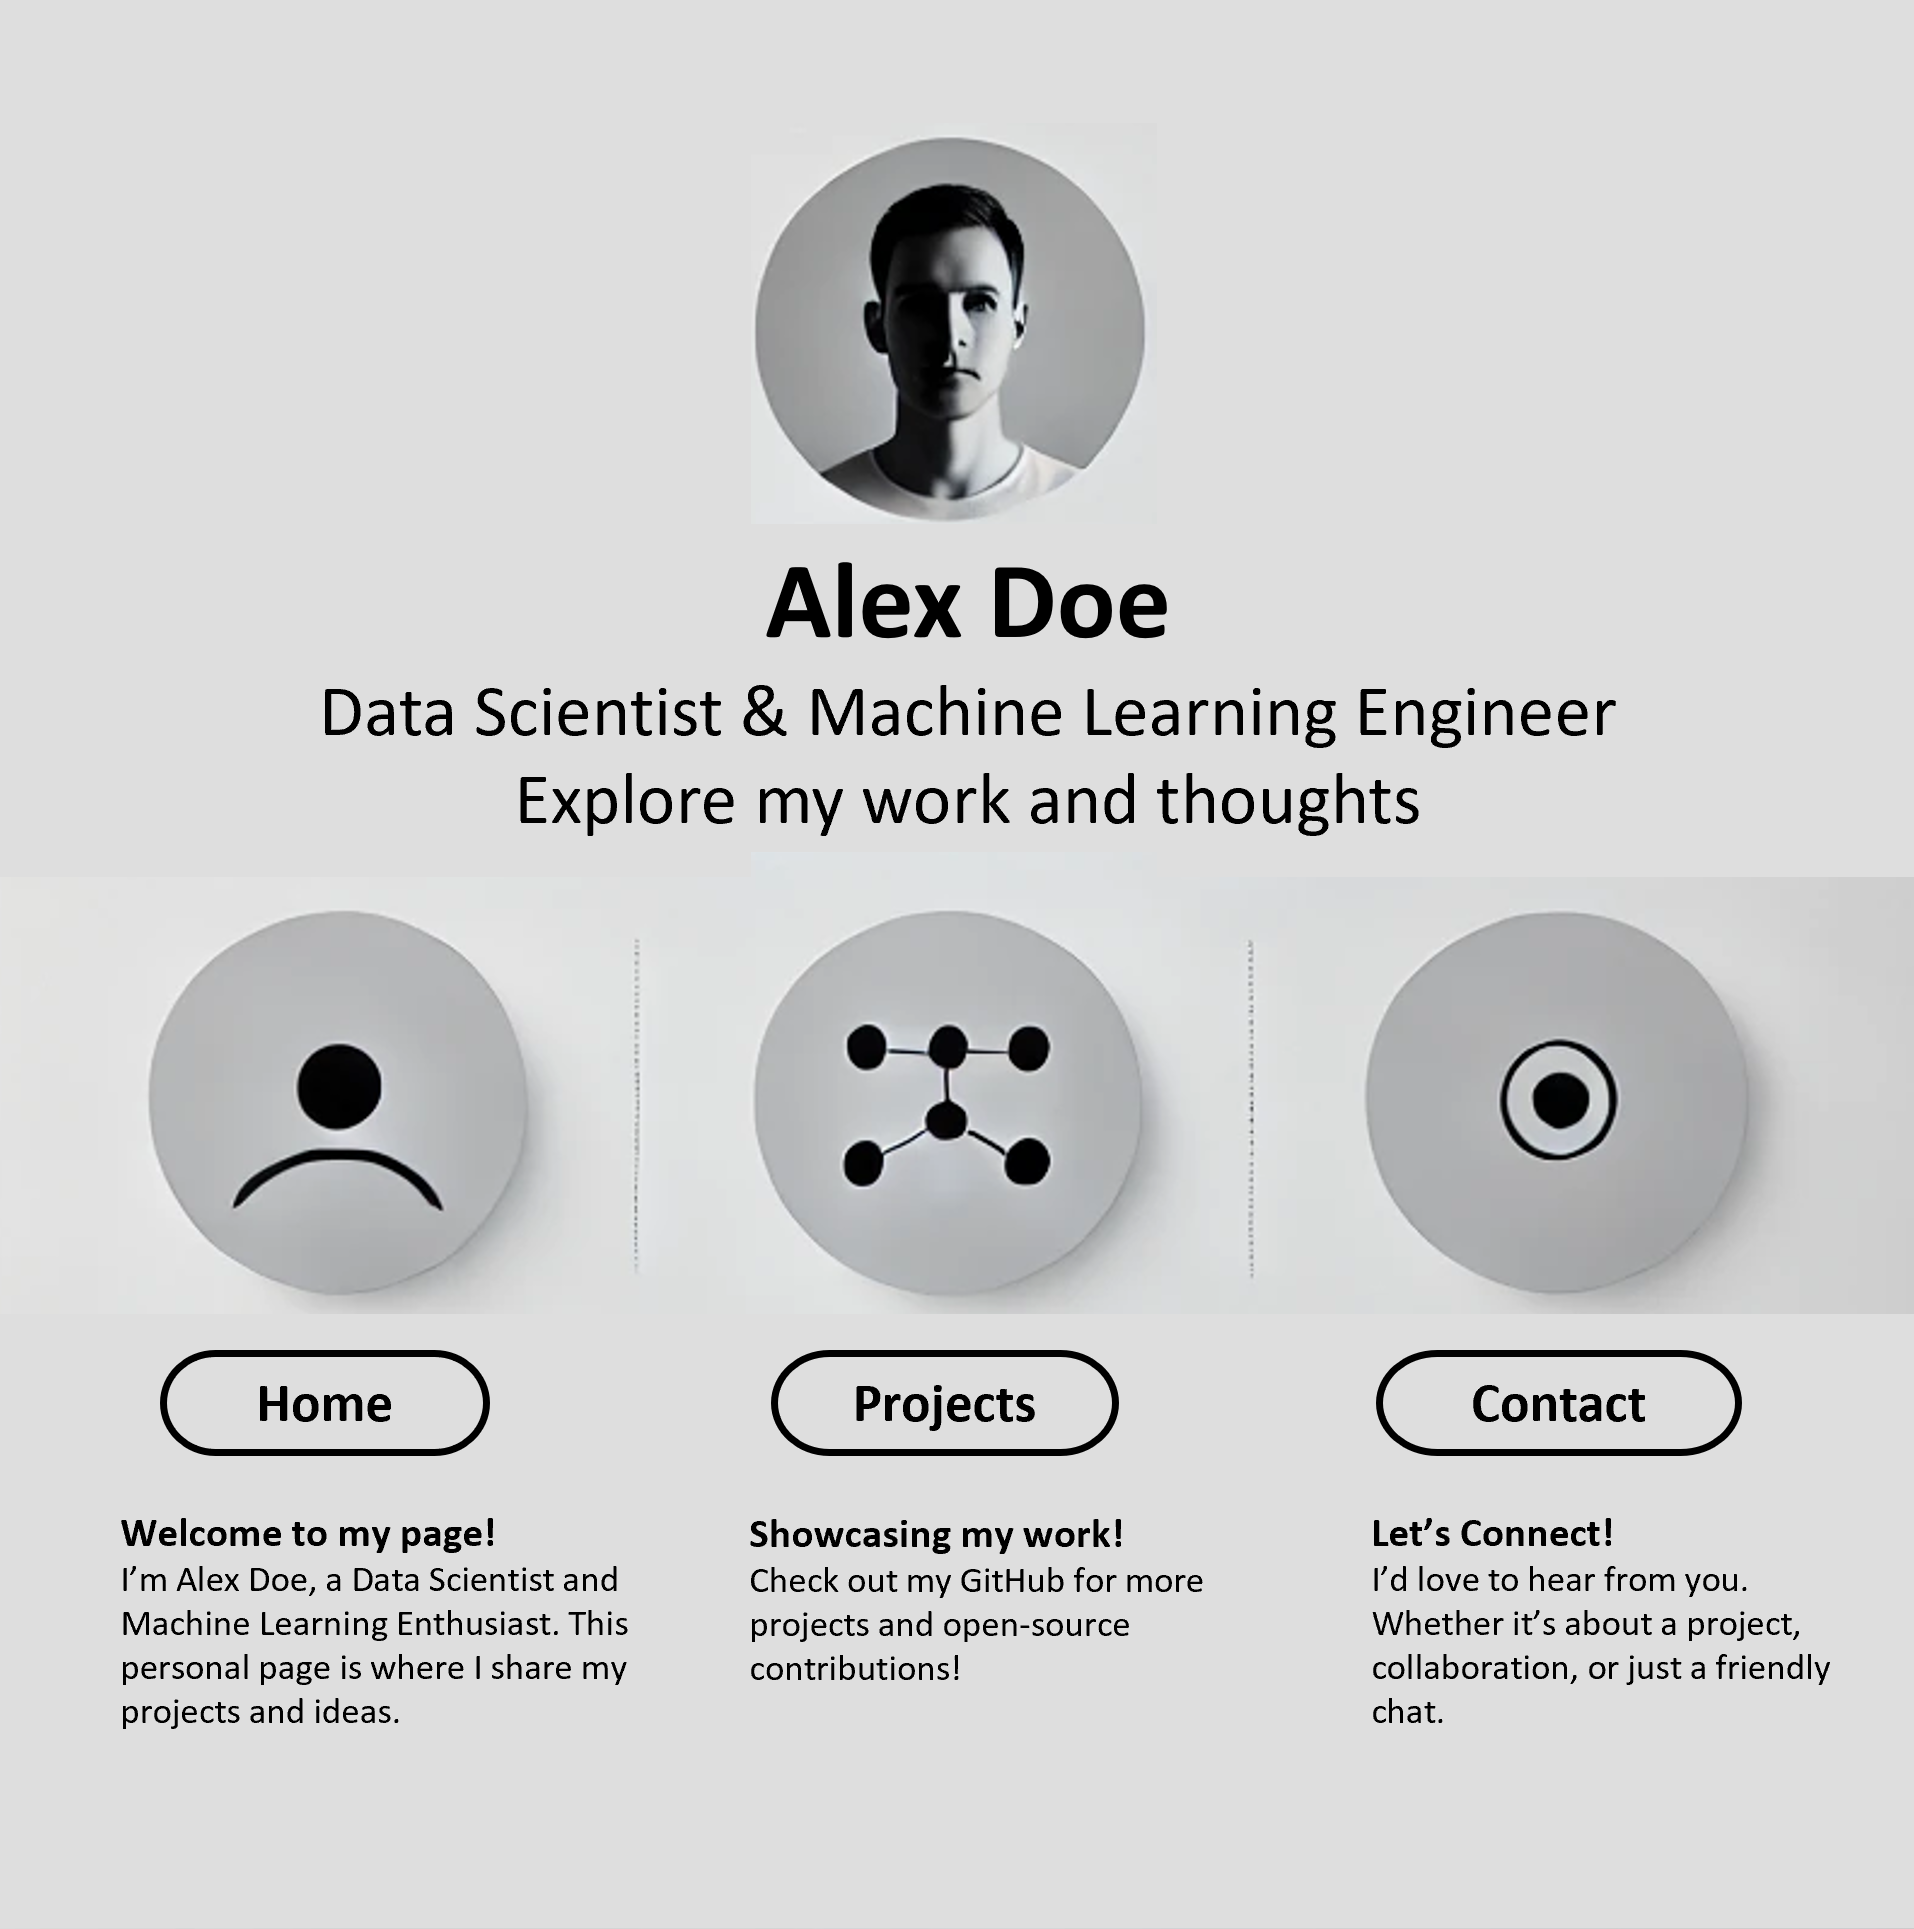 Alex Doe
Data Scientist & Machine Learning Engineer
Explore my work and thoughts
Home
Projects
Contact
Welcome to my page!
I’m Alex Doe, a Data Scientist and
Machine Learning Enthusiast. This
personal page is where I share my
projects and ideas.
Showcasing my work!
Check out my GitHub for more
projects and open-source
contributions!
Let’s Connect!
I’d love to hear from you.
Whether it’s about a project,
collaboration, or just a friendly
chat.